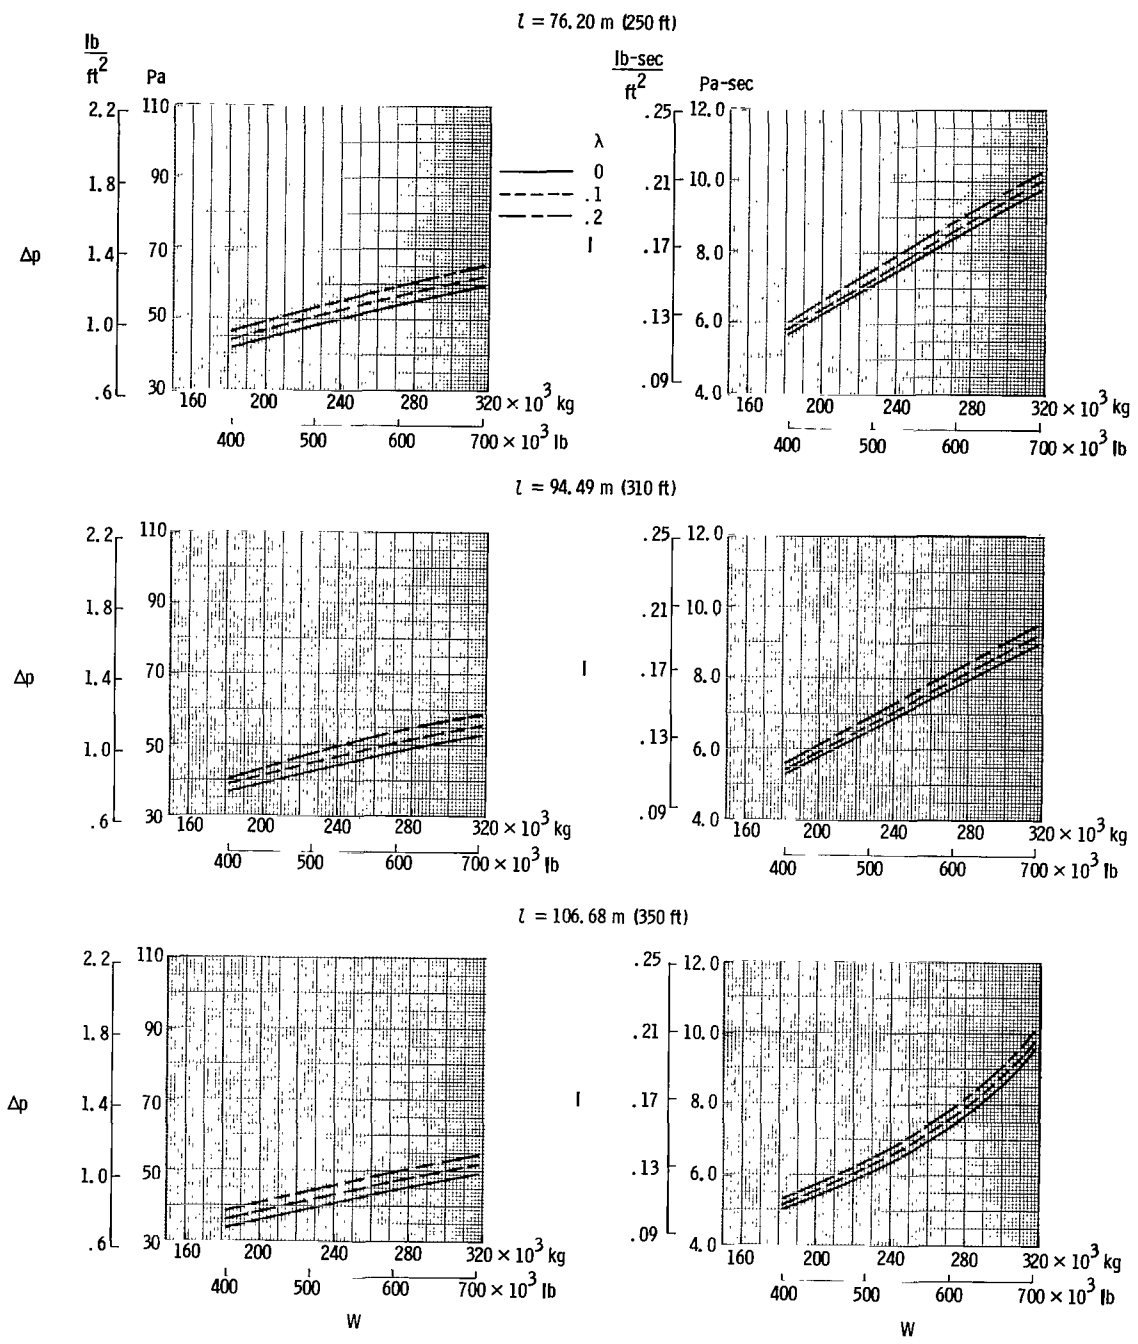 l = 76.20 m (250 ft)
lb
ft2
Pa
lb-sec
ft2
Pa-sec
2.2
1.8
1.4
1.0
.6
110
90
70
50
30
Δp
λ
0
.1
.2
I
.25
.21
.17
.13
.09
12.0
10.0
8.0
6.0
4.0
160 200 240 280 320 × 103 kg
400 500 600 700 × 103 lb
160 200 240 280 320 × 103 kg
400 500 600 700 × 103 lb
l = 94.49 m (310 ft)
2.2
1.8
1.4
1.0
.6
110
90
70
50
30
Δp
I
.25
.21
.17
.13
.09
12.0
10.0
8.0
6.0
4.0
160 200 240 280 320 × 103 kg
400 500 600 700 × 103 lb
160 200 240 280 320 × 103 kg
400 500 600 700 × 103 lb
l = 106.68 m (350 ft)
2.2
1.8
1.4
1.0
.6
110
90
70
50
30
Δp
I
.25
.21
.17
.13
.09
12.0
10.0
8.0
6.0
4.0
160 200 240 280 320 × 103 kg
400 500 600 700 × 103 lb
W
160 200 240 280 320 × 103 kg
400 500 600 700 × 103 lb
W